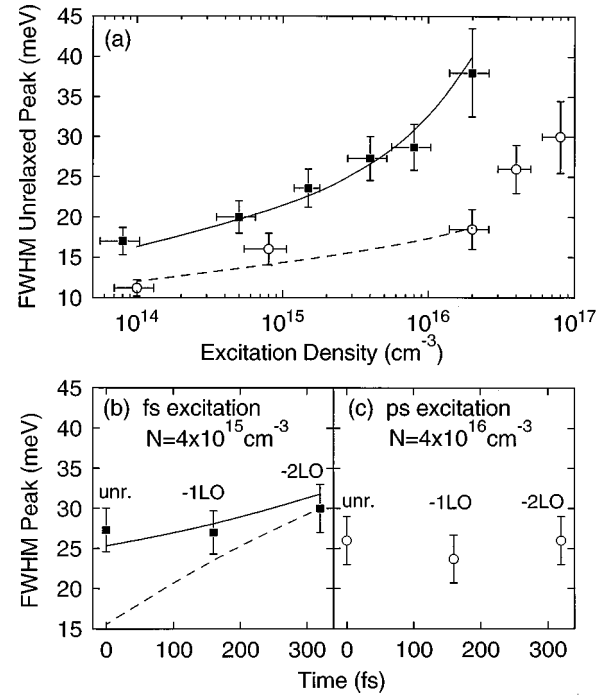 FWHM Unrelaxed Peak (meV)
45
40
35
30
25
20
15
10
(a)
10^14
10^15
10^16
10^17
Excitation Density (cm^-3)
FWHM Peak (meV)
45
40
35
30
25
20
15
(b) fs excitation
N=4x10^15cm^-3
unr.
-1LO
-2LO
(c) ps excitation
N=4x10^16cm^-3
unr.
-1LO
-2LO
0 100 200 300 0 100 200 300
Time (fs)